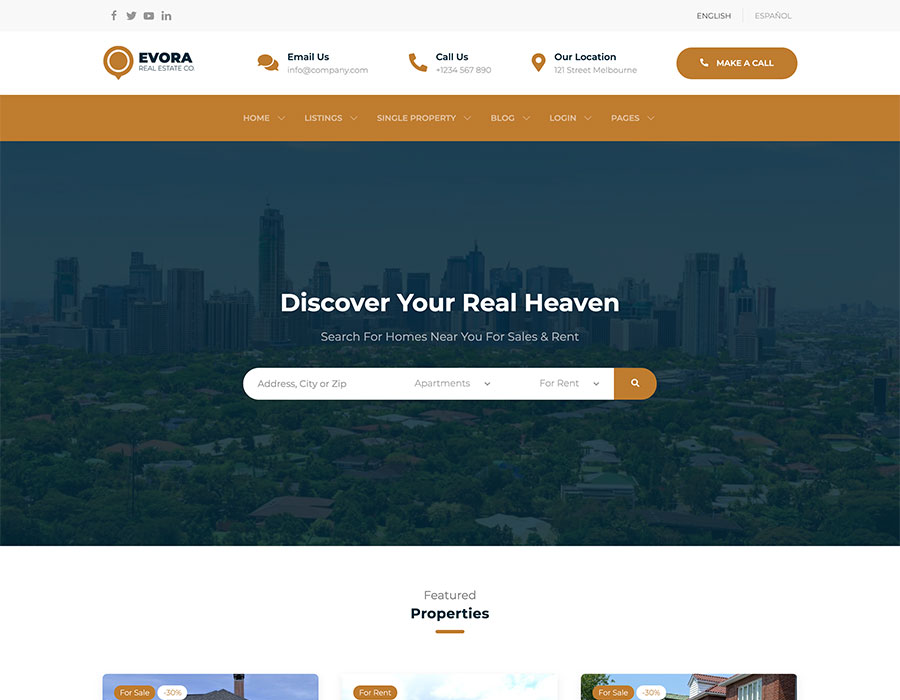 ENGLISH ESPAÑOL
EVORA
REAL ESTATE CO.
Email Us
info@company.com
Call Us
+1234 567 890
Our Location
121 Street Melbourne
MAKE A CALL
HOME LISTINGS SINGLE PROPERTY BLOG LOGIN PAGES
Discover Your Real Heaven
Search For Homes Near You For Sales & Rent
Address, City or Zip Apartments For Rent
Featured
Properties
For Sale -30% For Rent For Sale -30%